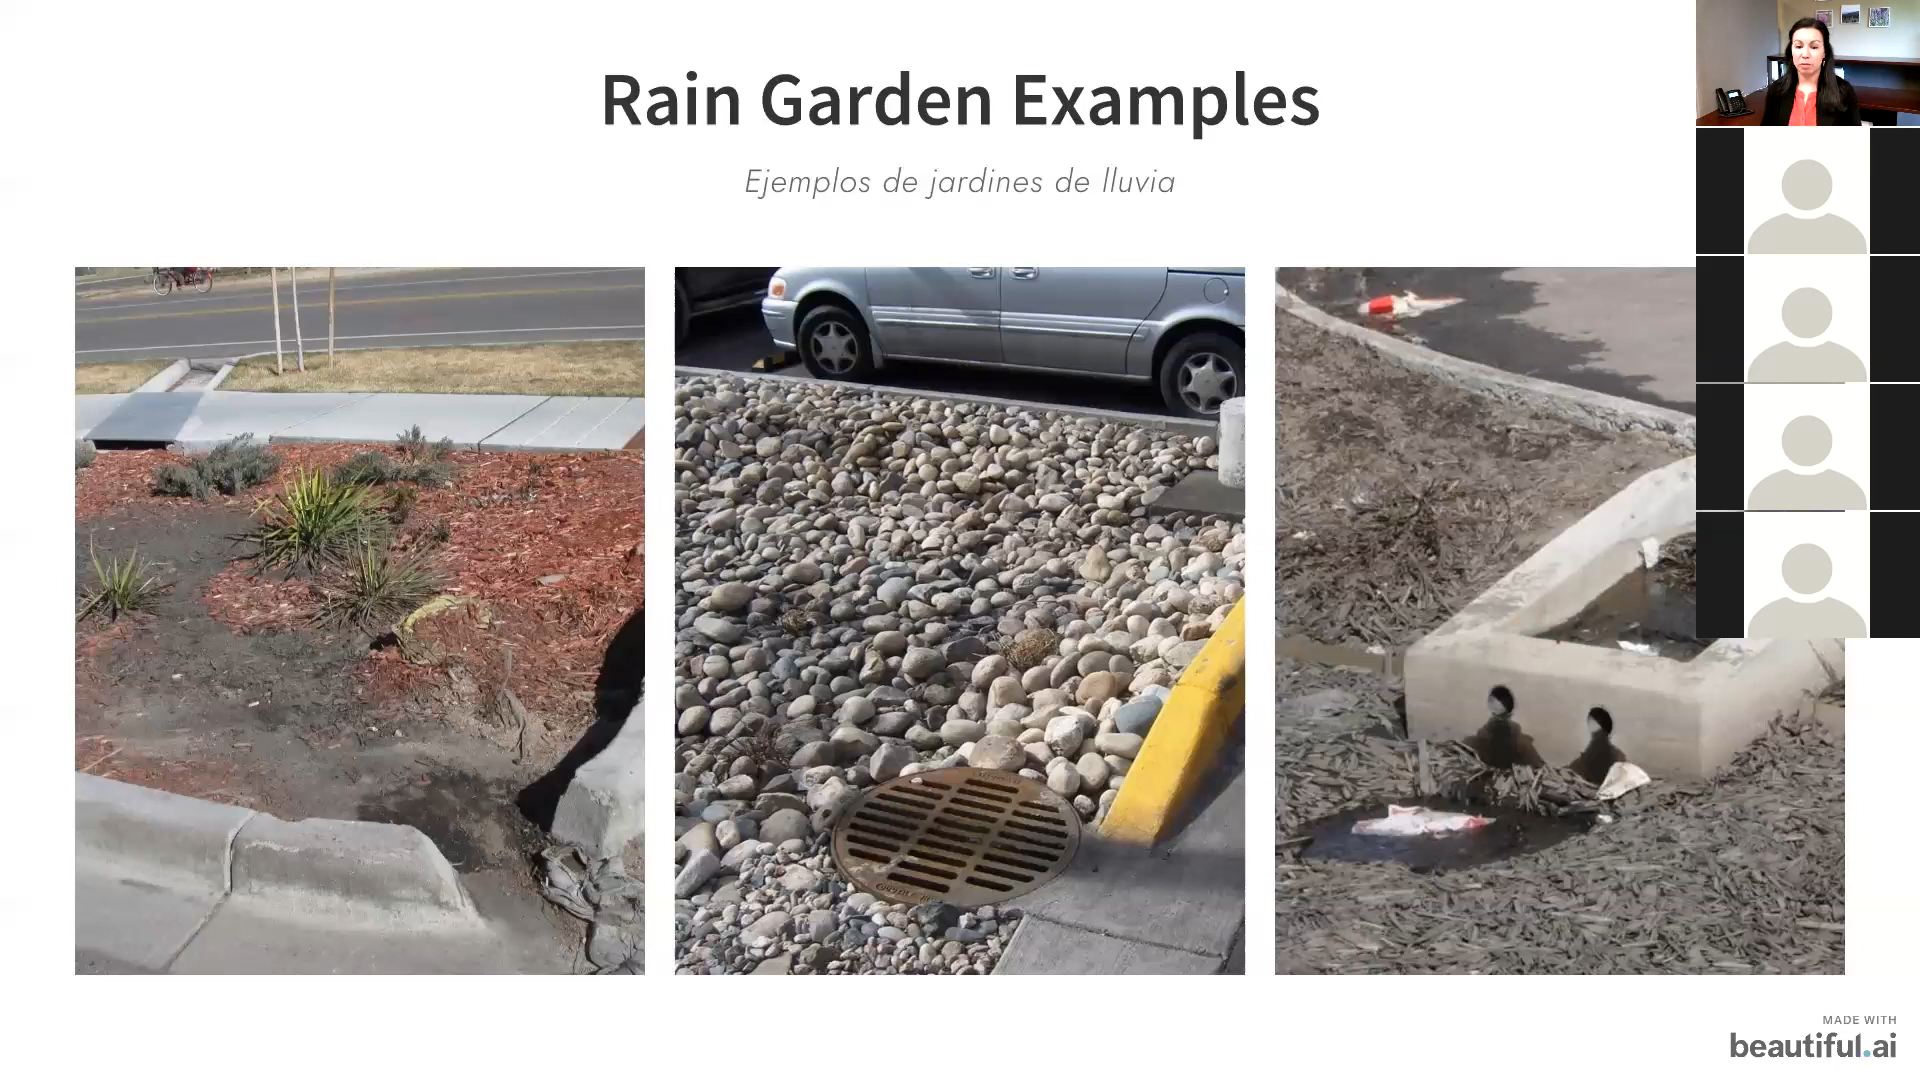 Rain Garden Examples
Ejemplos de jardines de lluvia
MADE WITH
beautiful.ai